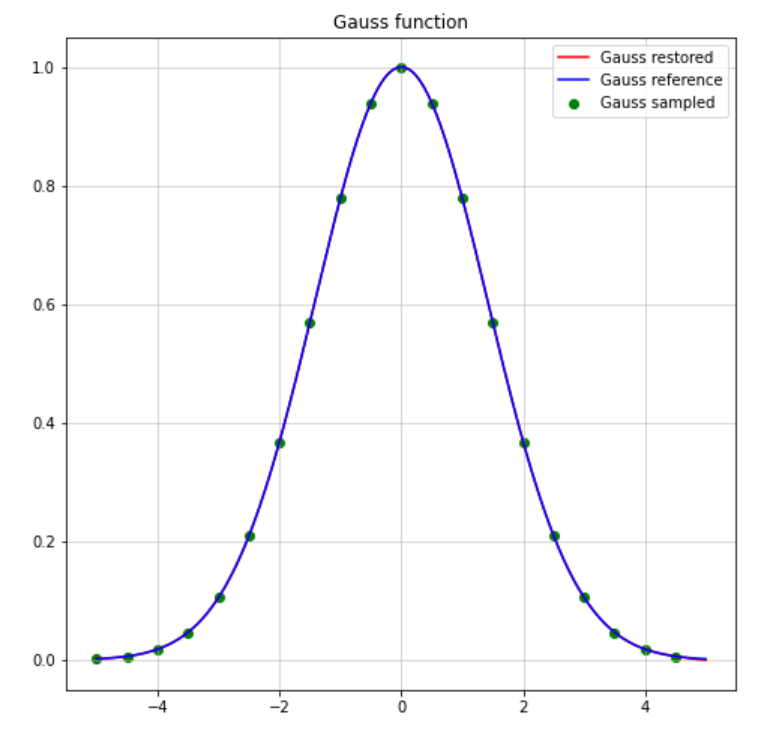 Gauss function
Gauss restored
Gauss reference
Gauss sampled
1.0
0.8
0.6
0.4
0.2
0.0
−4
−2
0
2
4